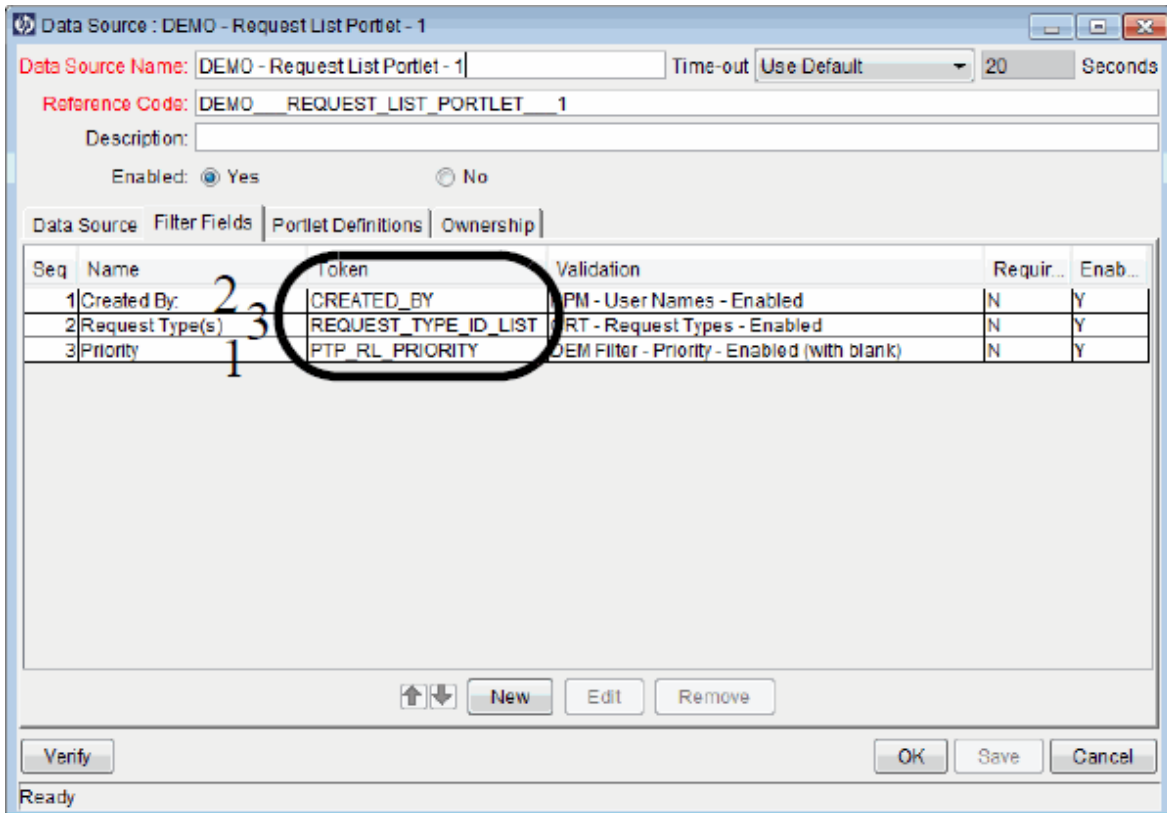 Data Source : DEMO - Request List Portlet - 1
Data Source Name: DEMO - Request List Portlet - 1 Time-out Use Default 20 Seconds
Reference Code: DEMO___REQUEST_LIST_PORTLET___1
Description:
Enabled: Yes No
Data Source Filter Fields Portlet Definitions Ownership
Seq Name Token Validation Requir... Enab...
1 Created By: 2 CREATED_BY PPM - User Names - Enabled N Y
2 Request Type(s) 3 REQUEST_TYPE_ID_LIST CRT - Request Types - Enabled N Y
3 Priority 1 PTP_RL_PRIORITY DEM Filter - Priority - Enabled (with blank) N Y
New Edit Remove
Verify OK Save Cancel
Ready